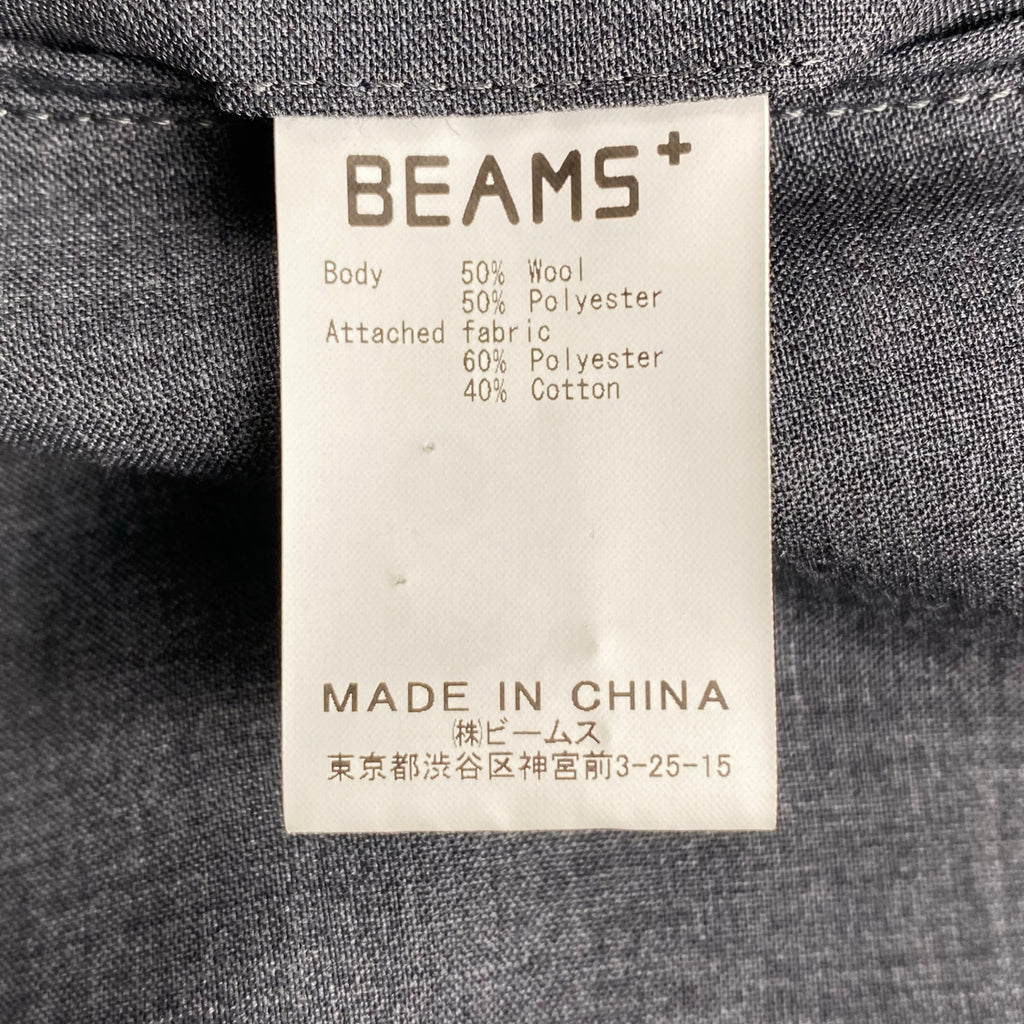 BEAMS+
Body 50% Wool
50% Polyester
Attached fabric
60% Polyester
40% Cotton
MADE IN CHINA
㈱ビームス
東京都渋谷区神宮前3-25-15